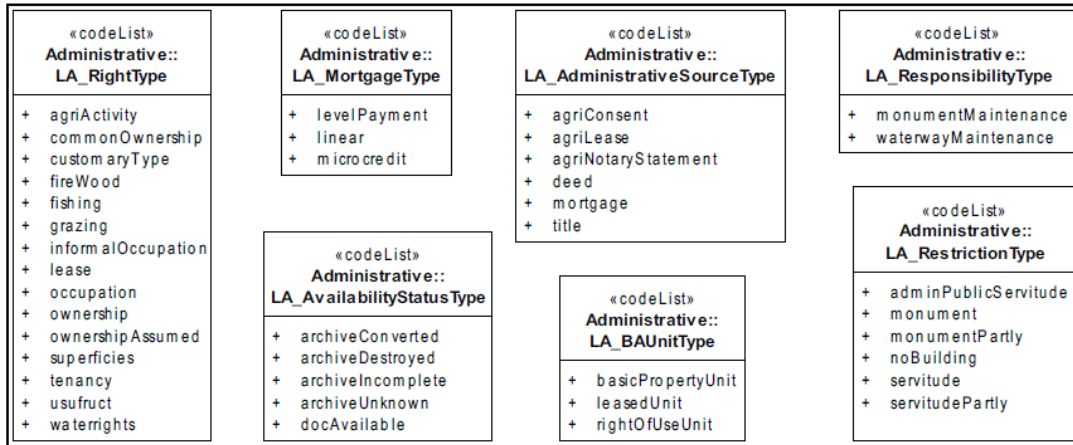 «codeList»
Administrative::
LA_RightType
+ agriActivity
+ commonOwnership
+ customaryType
+ fireWood
+ fishing
+ grazing
+ informalOccupation
+ lease
+ occupation
+ ownership
+ ownershipAssumed
+ superficies
+ tenancy
+ usufruct
+ waterrights
«codeList»
Administrative::
LA_MortgageType
+ levelPayment
+ linear
+ microcredit
«codeList»
Administrative::
LA_AdministrativeSourceType
+ agriConsent
+ agriLease
+ agriNotaryStatement
+ deed
+ mortgage
+ title
«codeList»
Administrative::
LA_ResponsibilityType
+ monumentMaintenance
+ waterwayMaintenance
«codeList»
Administrative::
LA_AvailabilityStatusType
+ archiveConverted
+ archiveDestroyed
+ archiveIncomplete
+ archiveUnknown
+ docAvailable
«codeList»
Administrative::
LA_BAUnitType
+ basicPropertyUnit
+ leasedUnit
+ rightOfUseUnit
«codeList»
Administrative::
LA_RestrictionType
+ adminPublicServitude
+ monument
+ monumentPartly
+ noBuilding
+ servitude
+ servitudePartly